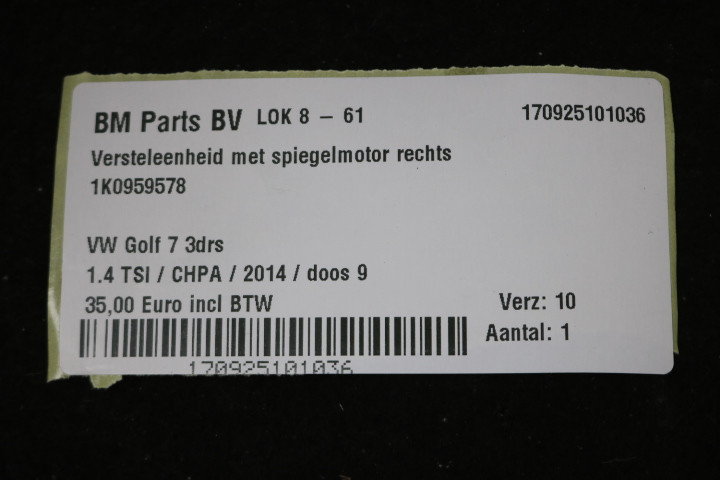 BM Parts BV LOK 8 – 61 170925101036
Versteleenheid met spiegelmotor rechts
1K0959578
VW Golf 7 3drs
1.4 TSI / CHPA / 2014 / doos 9
35,00 Euro incl BTW Verz: 10
Aantal: 1
170925101036